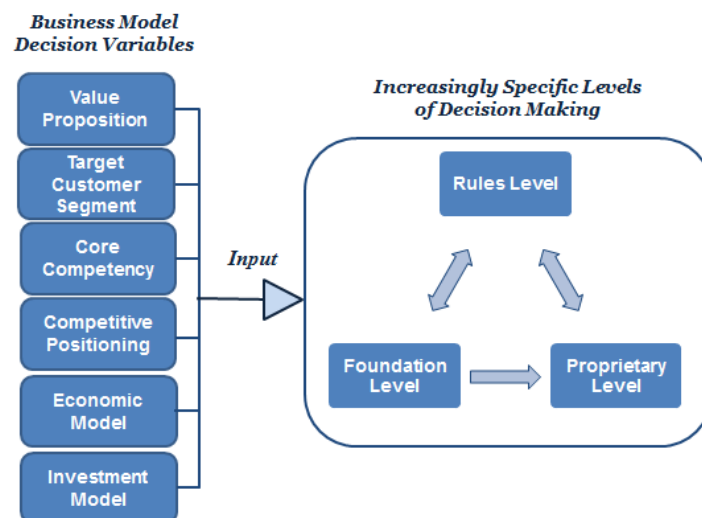 Business Model
Decision Variables
Value
Proposition
Target
Customer
Segment
Core
Competency
Competitive
Positioning
Economic
Model
Investment
Model
Input
Increasingly Specific Levels
of Decision Making
Rules Level
Foundation
Level
Proprietary
Level